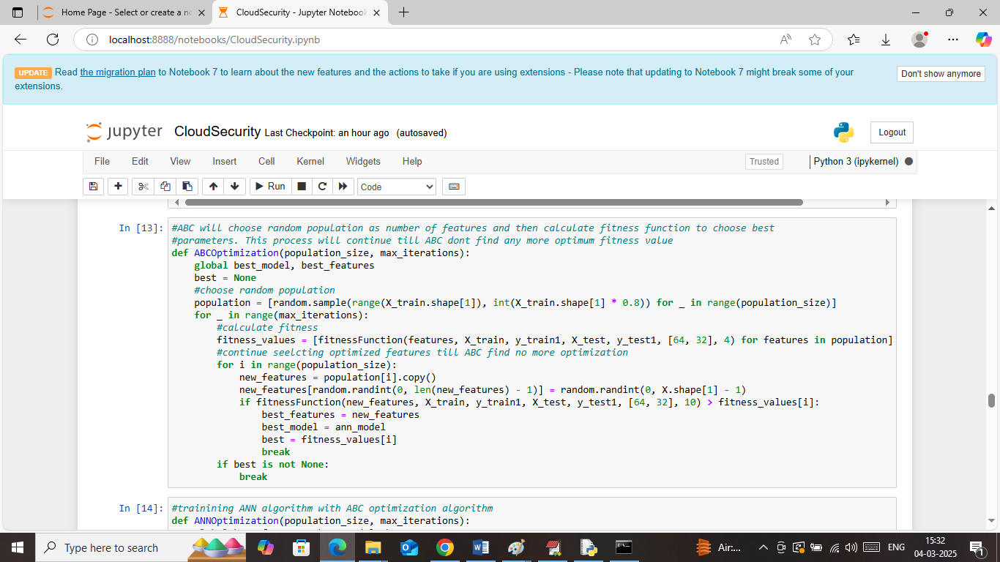 Home Page - Select or create a no
CloudSecurity - Jupyter Notebook
localhost:8888/notebooks/CloudSecurity.ipynb
UPDATE Read the migration plan to Notebook 7 to learn about the new features and the actions to take if you are using extensions - Please note that updating to Notebook 7 might break some of your
extensions.
Don't show anymore
jupyter CloudSecurity Last Checkpoint: an hour ago (autosaved)
Logout
File Edit View Insert Cell Kernel Widgets Help
Trusted
Python 3 (ipykernel)
Run
Code
In [13]:
#ABC will choose random population as number of features and then calculate fitness function to choose best
#parameters. This process will continue till ABC dont find any more optimum fitness value
def ABCOptimization(population_size, max_iterations):
    global best_model, best_features
    best = None
    #choose random population
    population = [random.sample(range(X_train.shape[1]), int(X_train.shape[1] * 0.8)) for _ in range(population_size)]
    for _ in range(max_iterations):
        #calculate fitness
        fitness_values = [fitnessFunction(features, X_train, y_train1, X_test, y_test1, [64, 32], 4) for features in population]
        #continue seelcting optimized features till ABC find no more optimization
        for i in range(population_size):
            new_features = population[i].copy()
            new_features[random.randint(0, len(new_features) - 1)] = random.randint(0, X.shape[1] - 1)
            if fitnessFunction(new_features, X_train, y_train1, X_test, y_test1, [64, 32], 10) > fitness_values[i]:
                best_features = new_features
                best_model = ann_model
                best = fitness_values[i]
                break
        if best is not None:
            break
In [14]:
#trainining ANN algorithm with ABC optimization algorithm
def ANNOptimization(population_size, max_iterations):
Type here to search
Air:...
ENG
15:32
04-03-2025
1